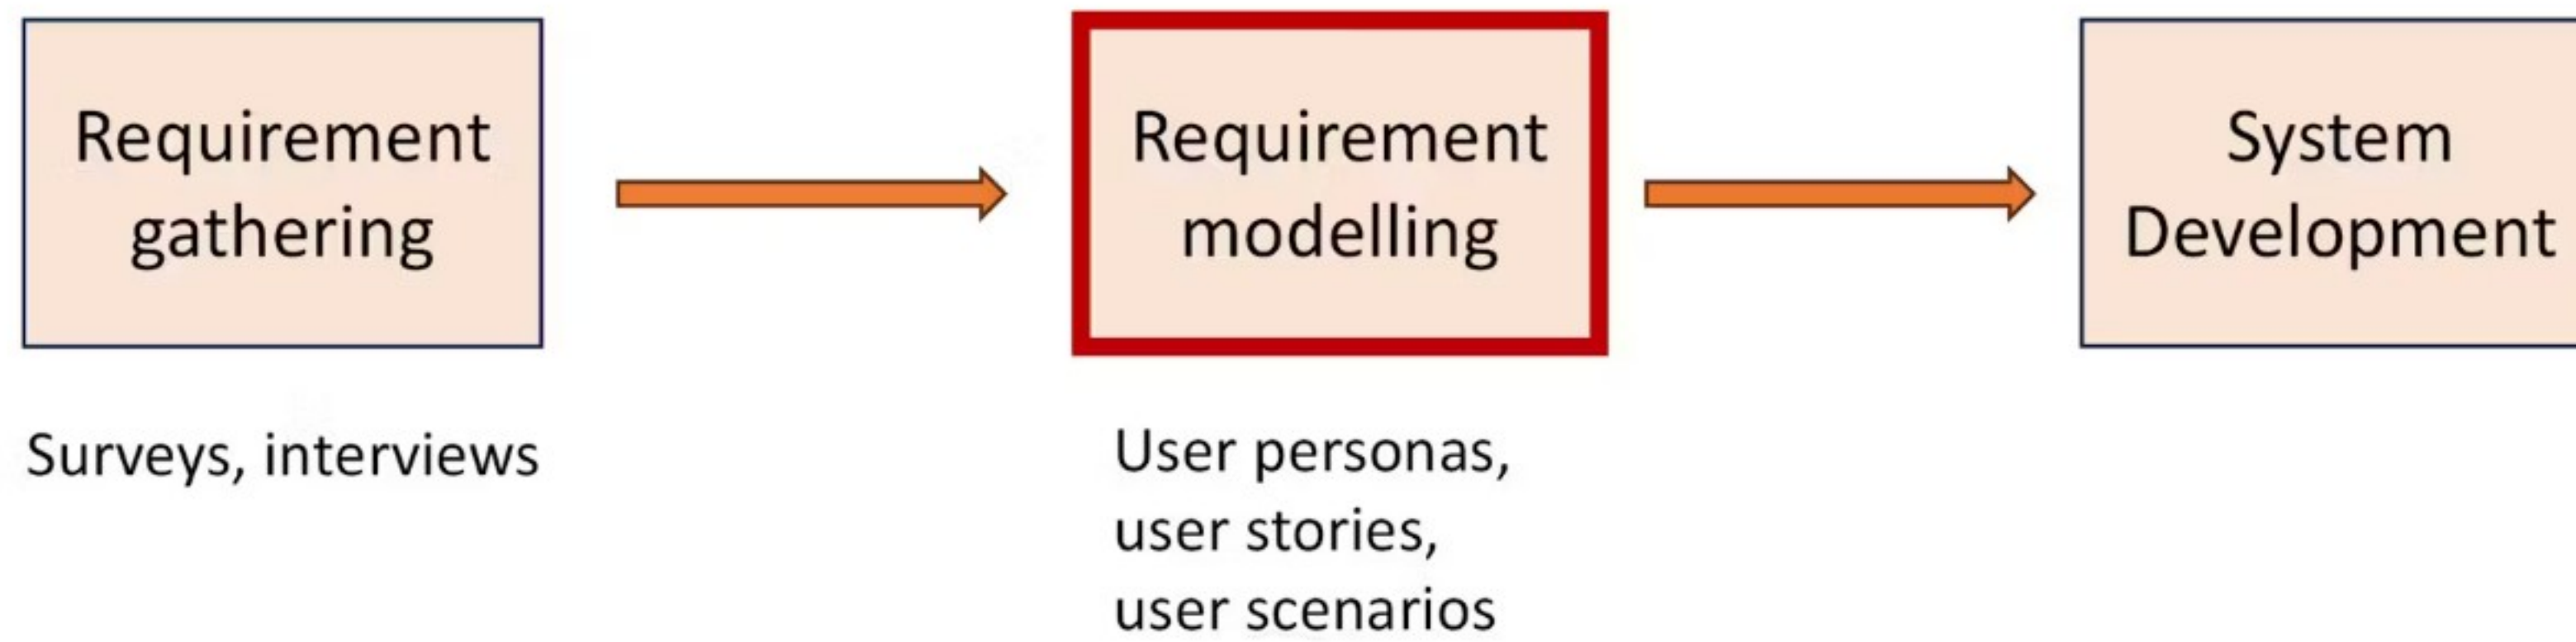 Requirement
gathering
Requirement
modelling
System
Development
Surveys, interviews
User personas,
user stories,
user scenarios